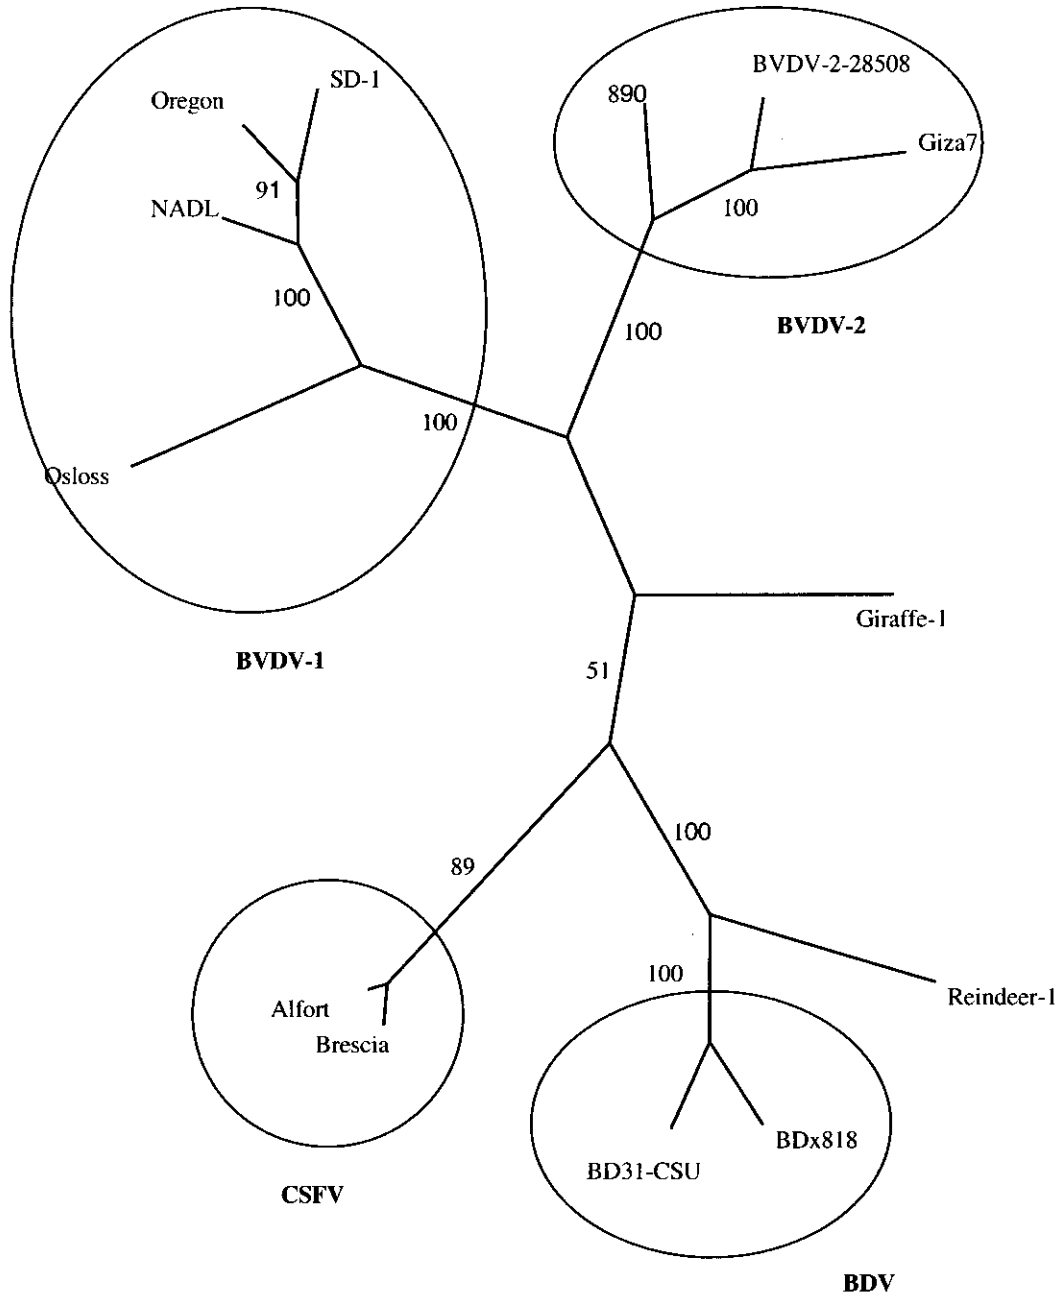 BVDV-2-28508
SD-1
890
Oregon
Giza7
91
NADL
100
100
BVDV-2
100
100
Osloss
Giraffe-1
BVDV-1
51
100
89
100
Reindeer-1
Alfort
Brescia
BDx818
BD31-CSU
CSFV
BDV